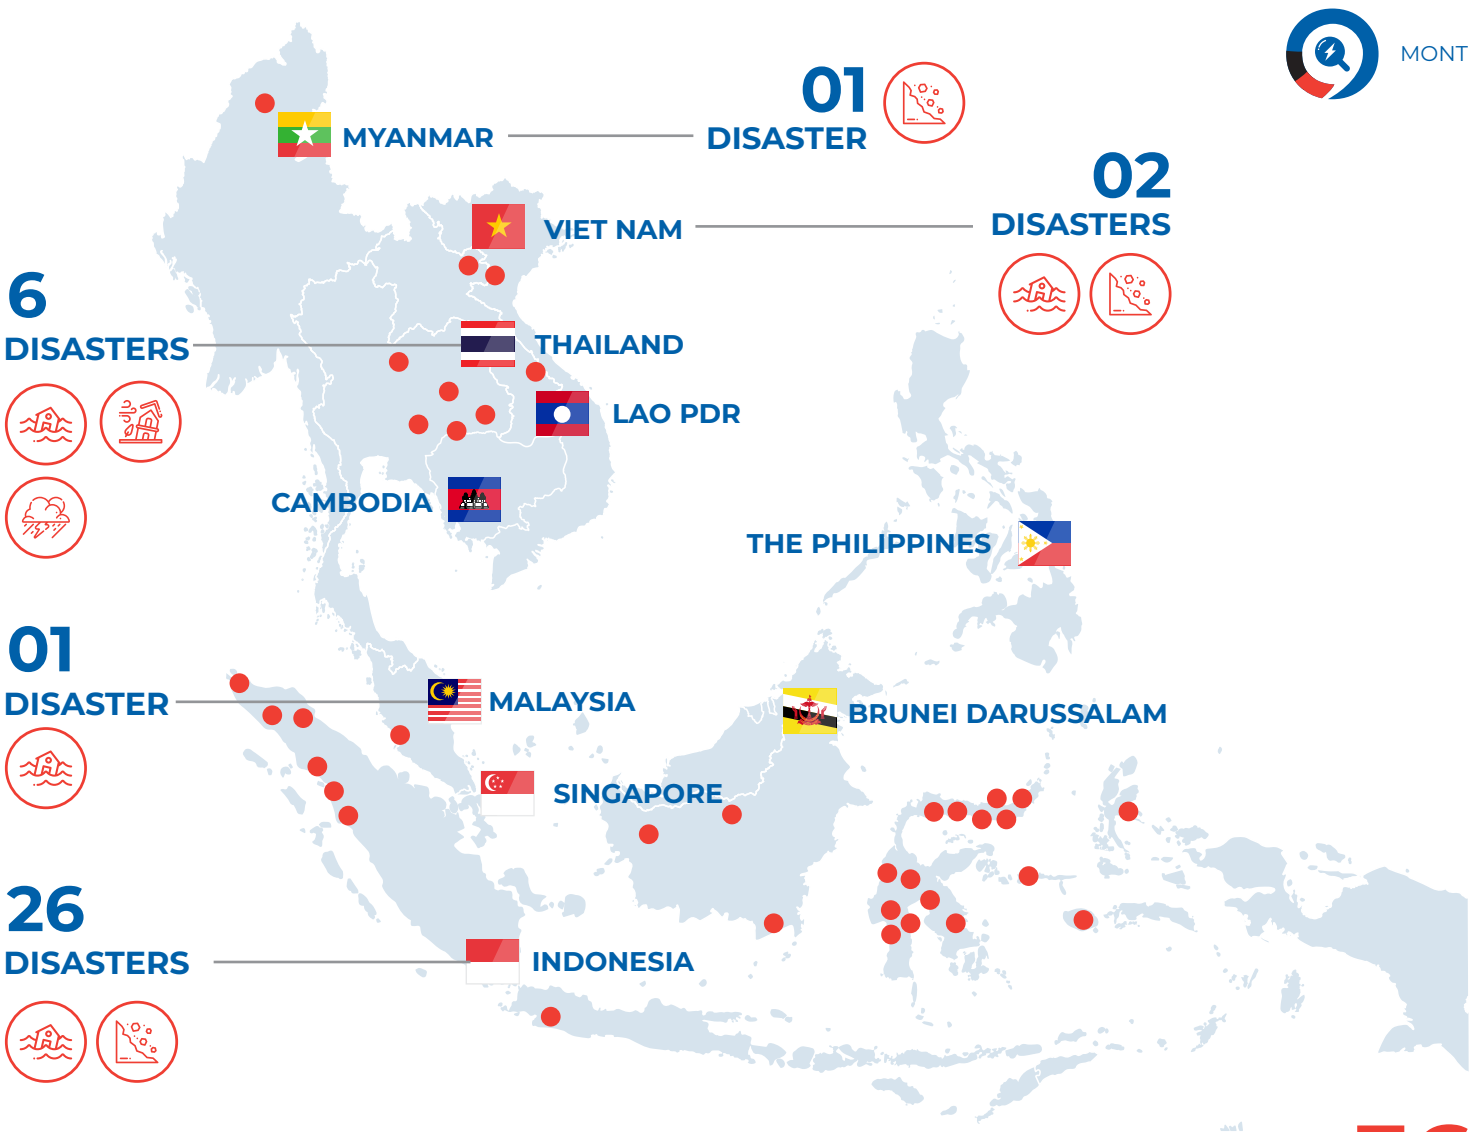 MONT
01
DISASTER
MYANMAR
02
DISASTERS
VIET NAM
6
DISASTERS
THAILAND
LAO PDR
CAMBODIA
THE PHILIPPINES
01
DISASTER
MALAYSIA
BRUNEI DARUSSALAM
SINGAPORE
26
DISASTERS
INDONESIA